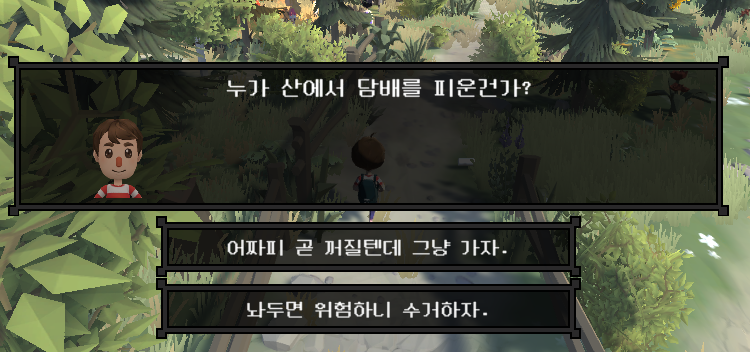 누가 산에서 담배를 피운건가?
어짜피 곧 꺼질텐데 그냥 가자.
놔두면 위험하니 수거하자.